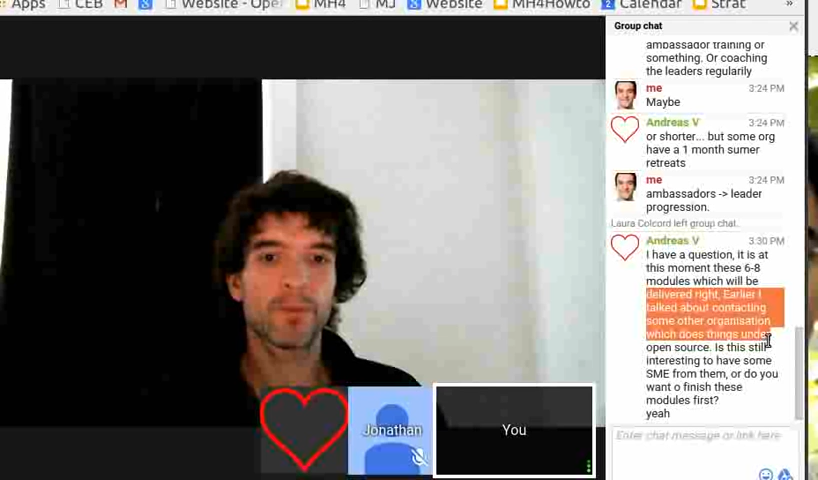 Apps CEB Website - Oper MH4 MJ Website MH4Howto Calendar Strat »
Group chat
ambassador training or
something. Or coaching
the leaders regularily
me 3:24 PM
Maybe
Andreas V 3:24 PM
or shorter... but some org
have a 1 month sumer
retreats
me 3:24 PM
ambassadors -> leader
progression.
Laura Colcord left group chat.
Andreas V 3:30 PM
I have a question, it is at
this moment these 6-8
modules which will be
delivered right, Earlier I
talked about contacting
some other organisation
which does things under
open source. Is this still
interesting to have some
SME from them, or do you
want o finish these
modules first?
yeah
Enter chat message or link here
Jonathan
You